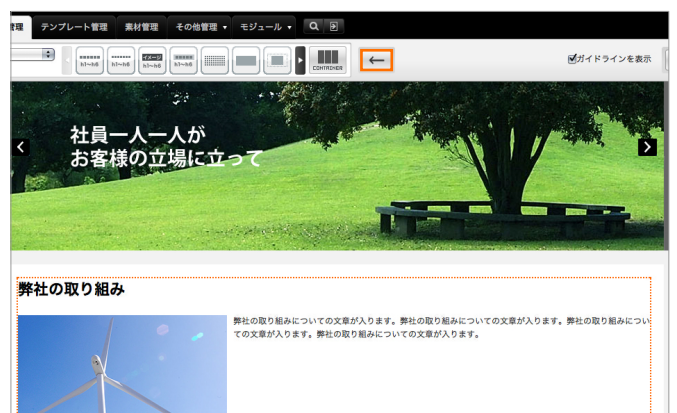 管理 テンプレート管理 素材管理 その他管理 ▼ モジュール ▼
h1~h6 h1~h6 イメージ h1~h6 h1~h6 CONTAINER ← ガイドラインを表示
社員一人一人が
お客様の立場に立って
弊社の取り組み
弊社の取り組みについての文章が入ります。弊社の取り組みについての文章が入ります。弊社の取り組みについ
ての文章が入ります。弊社の取り組みについての文章が入ります。